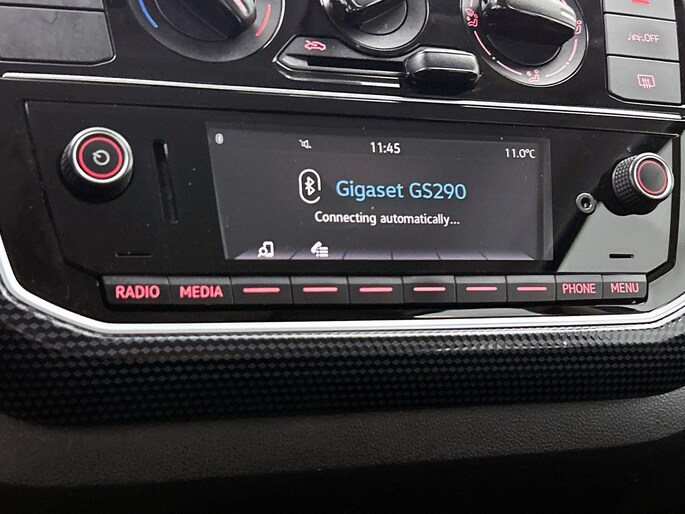 OFF
11:45
11.0°C
Gigaset GS290
Connecting automatically...
RADIO MEDIA PHONE MENU